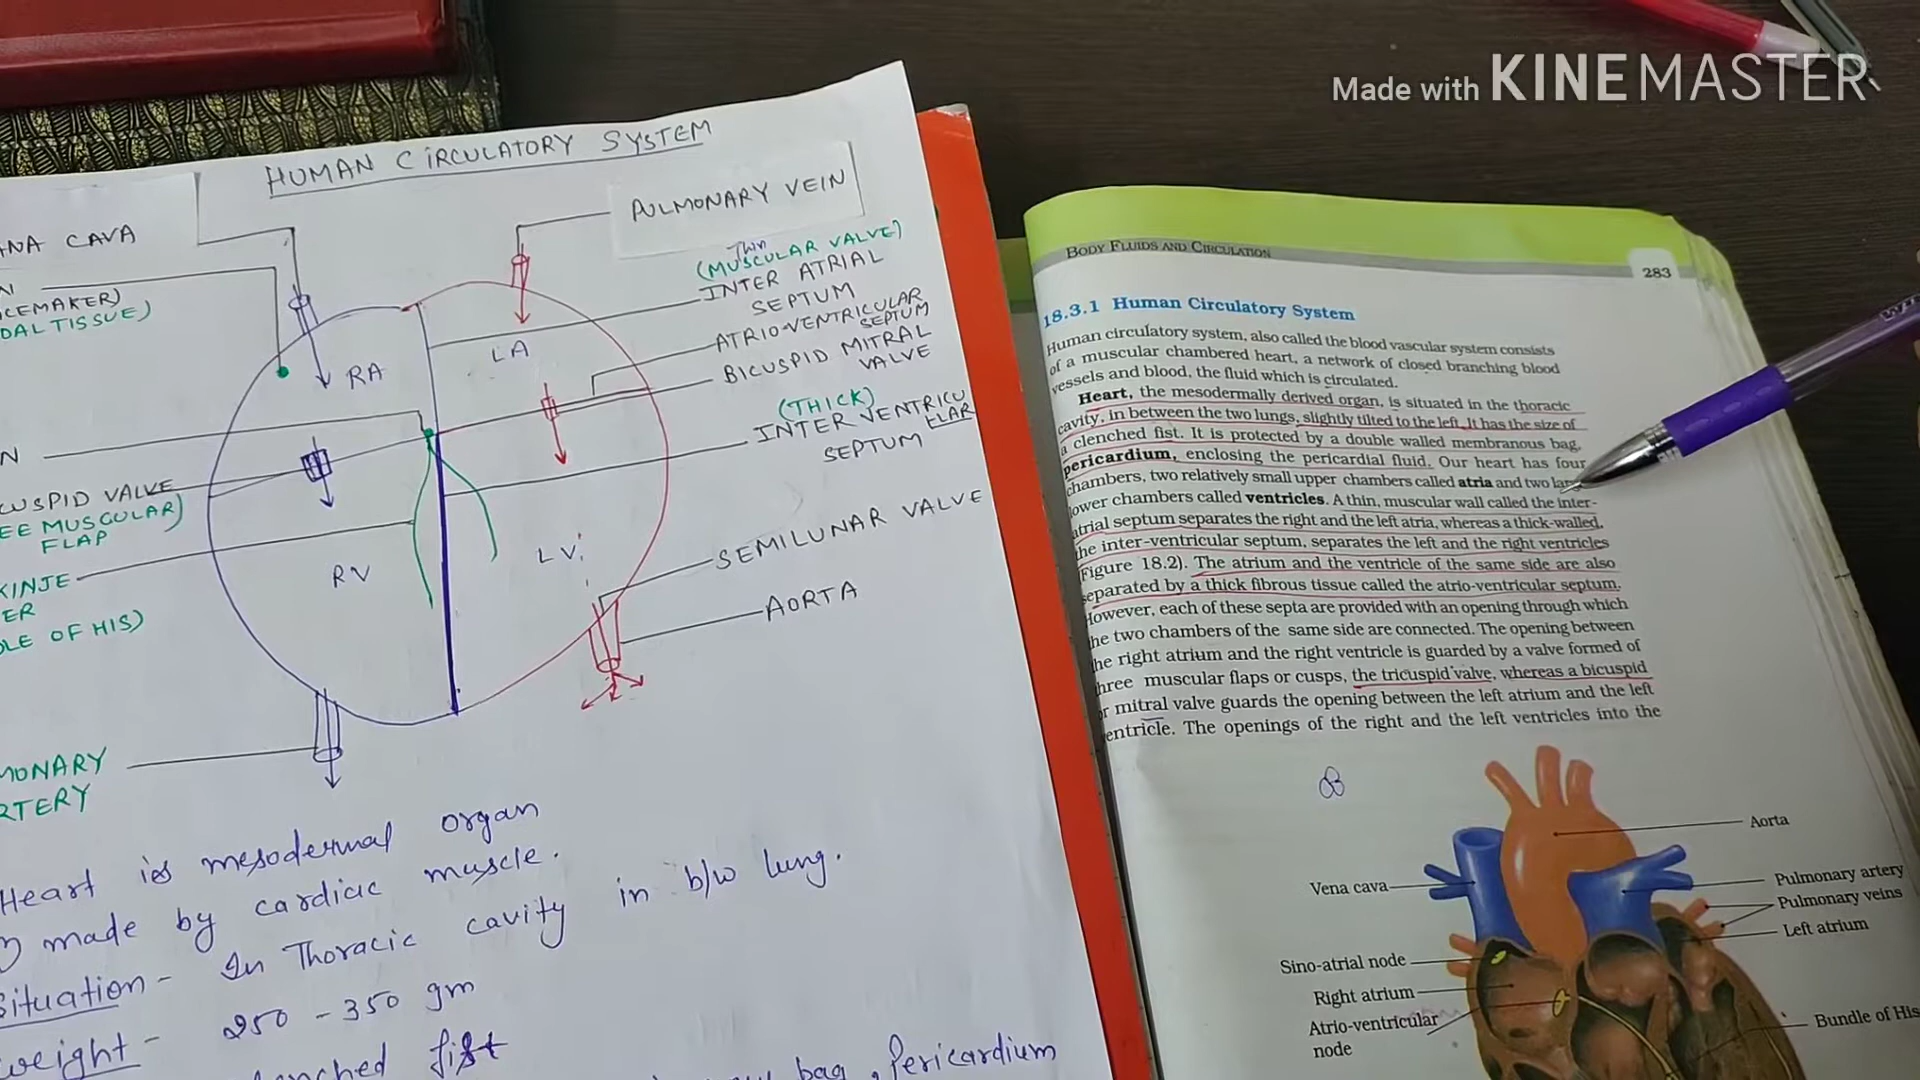 Made with KINEMASTER
HUMAN CIRCULATORY SYSTEM
CAVA
PULMONARY VEIN
Thin
(MUSCULAR VALVE)
INTER ATRIAL
SEPTUM
ATRIO-VENTRICULAR
SEPTUM
BICUSPID MITRAL
VALVE
(THICK)
INTER VENTRICU
LAR
SEPTUM
SEMILUNAR VALVE
AORTA
LA
RA
RV
LV
N
VALVE
MUSCULAR)
FLAP
OF HIS)
Heart is mesodermal organ
made by cardiac muscle.
Situation - In Thoracic cavity in b/w lung.
weight - 250 - 350 gm
fist
bag, Pericardium
BODY FLUIDS AND CIRCULATION
283
18.3.1 Human Circulatory System
Human circulatory system, also called the blood vascular system consists
of a muscular chambered heart, a network of closed branching blood
vessels and blood, the fluid which is circulated.
Heart, the mesodermally derived organ, is situated in the thoracic
cavity, in between the two lungs, slightly tilted to the left. It has the size of
a clenched fist. It is protected by a double walled membranous bag,
pericardium, enclosing the pericardial fluid. Our heart has four
chambers, two relatively small upper chambers called atria and two
lower chambers called ventricles. A thin, muscular wall called the inter-
atrial septum separates the right and the left atria, whereas a thick-walled,
the inter-ventricular septum, separates the left and the right ventricles
Figure 18.2). The atrium and the ventricle of the same side are also
separated by a thick fibrous tissue called the atrio-ventricular septum.
However, each of these septa are provided with an opening through which
the two chambers of the same side are connected. The opening between
the right atrium and the right ventricle is guarded by a valve formed of
three muscular flaps or cusps, the tricuspid valve, whereas a bicuspid
or mitral valve guards the opening between the left atrium and the left
entricle. The openings of the right and the left ventricles into the
Aorta
Vena cava
Pulmonary artery
Pulmonary veins
Left atrium
Sino-atrial node
Right atrium
Atrio-ventricular
node
Bundle of His